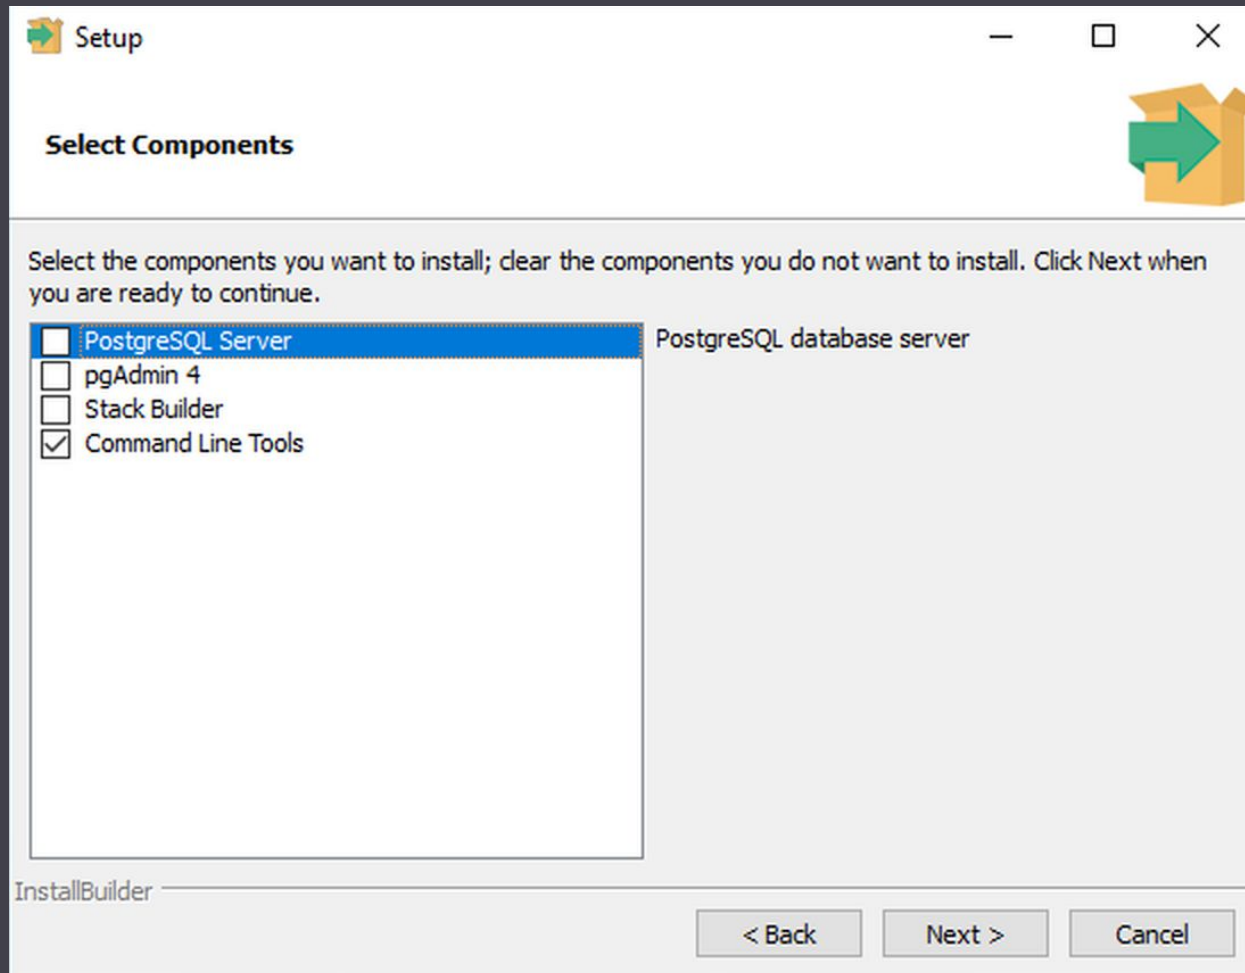 Setup
Select Components
Select the components you want to install; clear the components you do not want to install. Click Next when
you are ready to continue.
PostgreSQL Server
PostgreSQL database server
pgAdmin 4
Stack Builder
Command Line Tools
InstallBuilder
< Back
Next >
Cancel